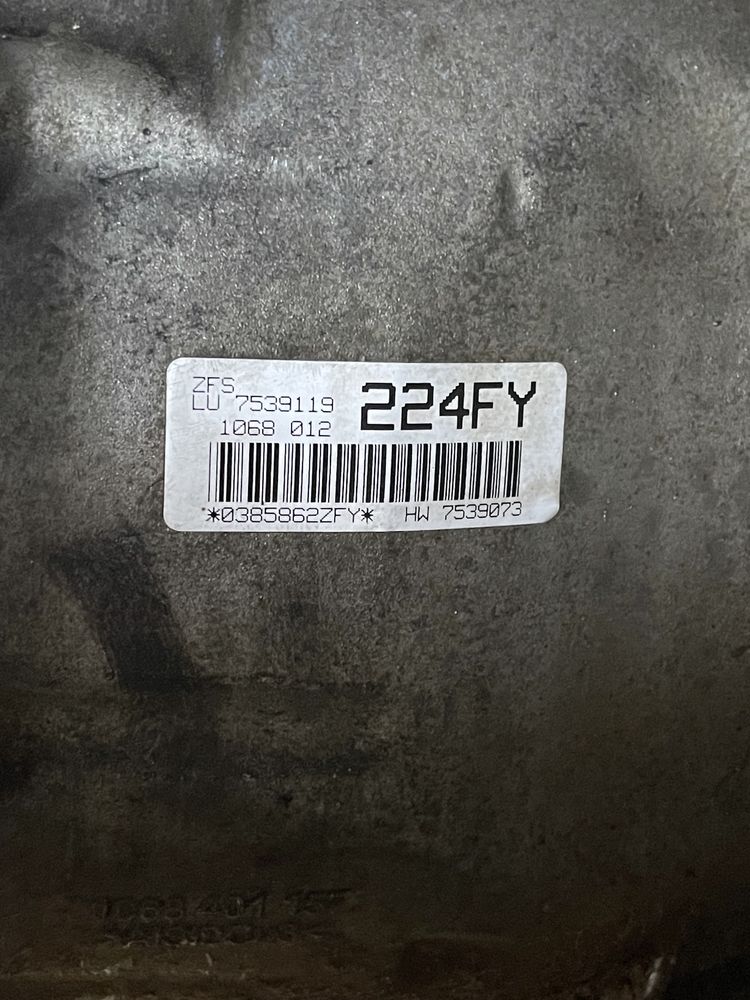 ZFS
LU 7539119
224FY
1068 012
*0385862ZFY* HW 7539073